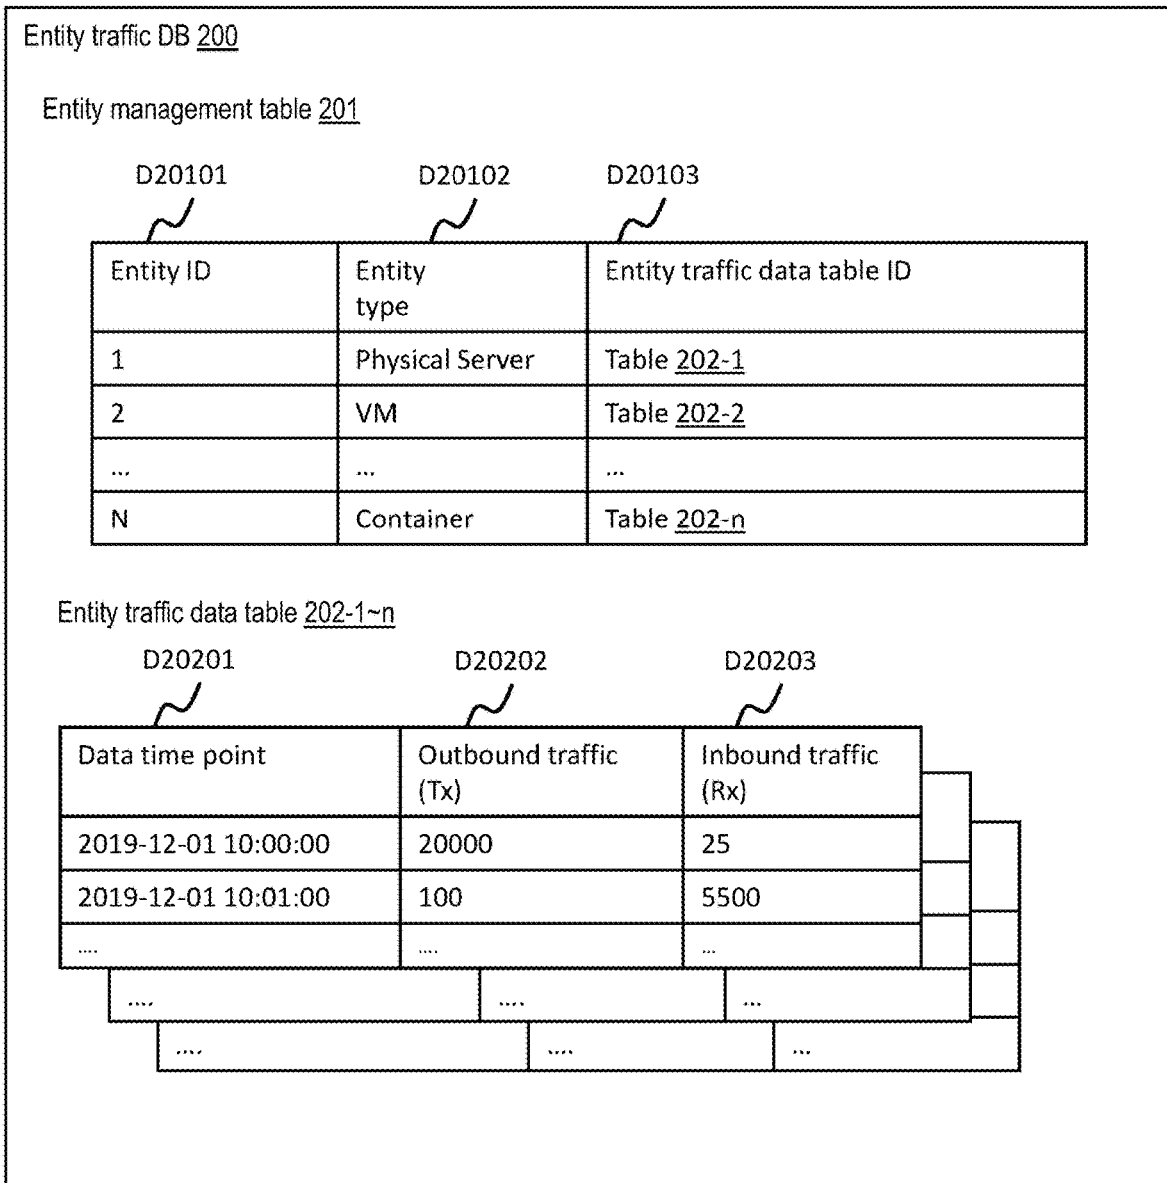 Entity traffic DB 200
Entity management table 201
D20101 D20102 D20103
Entity ID Entity type Entity traffic data table ID
1 Physical Server Table 202-1
2 VM Table 202-2
... ... ...
N Container Table 202-n
Entity traffic data table 202-1~n
D20201 D20202 D20203
Data time point Outbound traffic (Tx) Inbound traffic (Rx)
2019-12-01 10:00:00 20000 25
2019-12-01 10:01:00 100 5500
.... .... ...
.... .... ...
.... .... ...